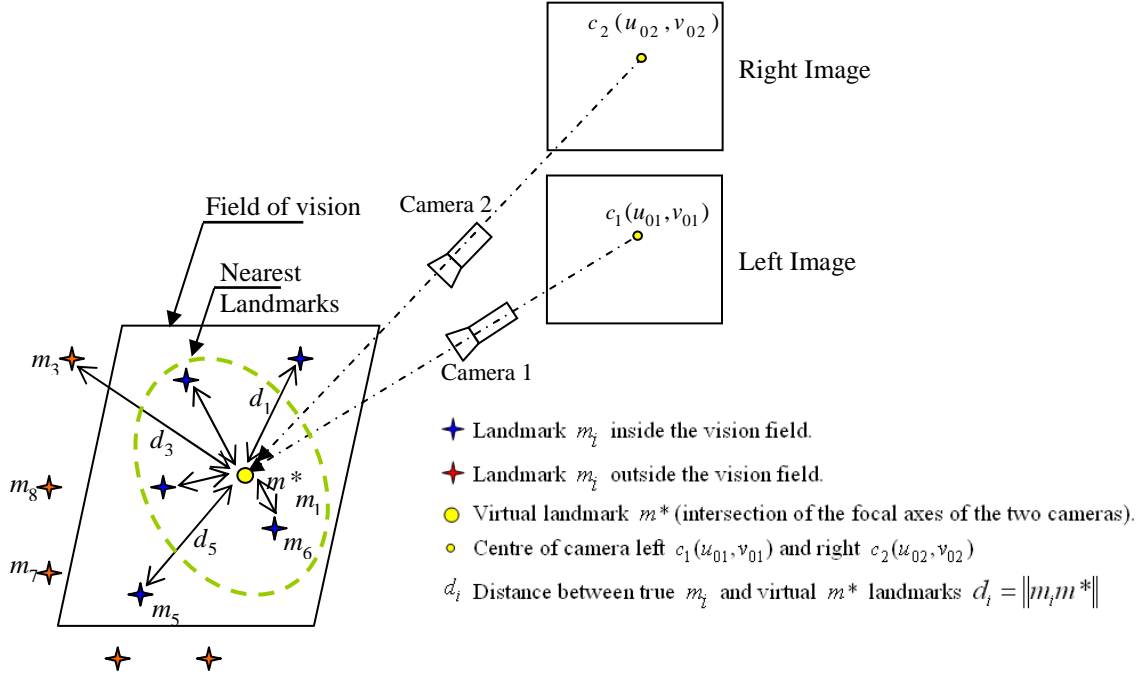 c2 (u02 , v02 )
Right Image
Field of vision
Camera 2
c1 (u01 , v01 )
Left Image
Nearest
Landmarks
Camera 1
m3
d1
d3
m8
m*
m1
m6
d5
m7
m5
Landmark mi inside the vision field.
Landmark mi outside the vision field.
Virtual landmark m* (intersection of the focal axes of the two cameras).
Centre of camera left c1(u01, v01) and right c2(u02, v02)
di Distance between true mi and virtual m* landmarks di = ||mi m*||